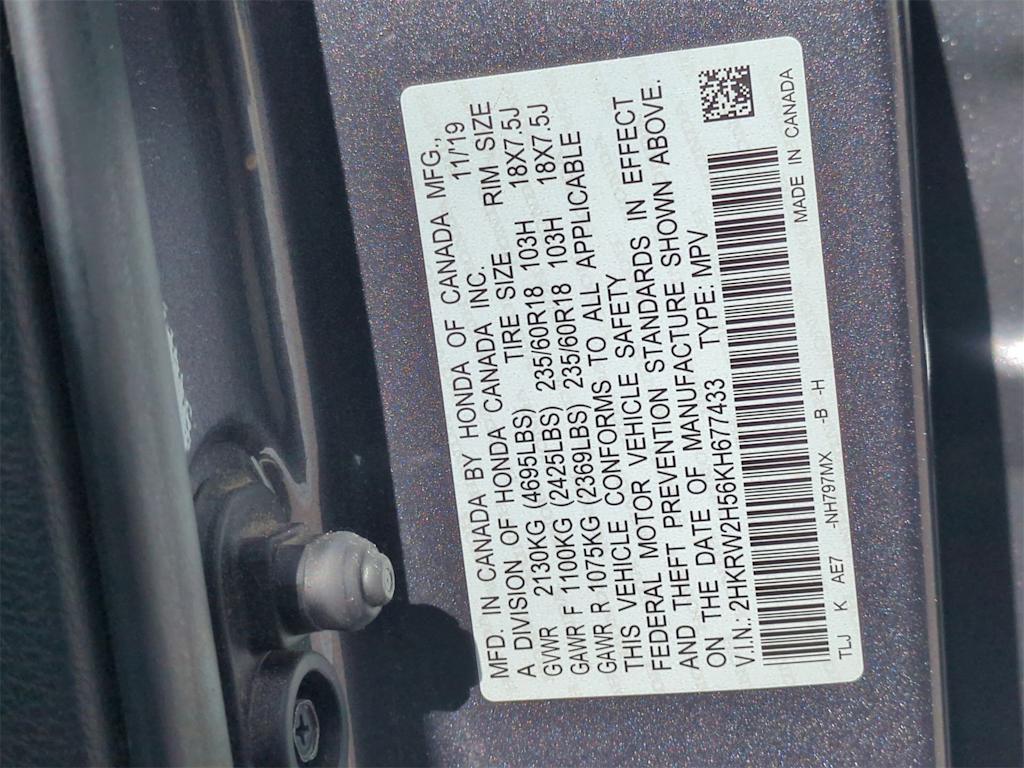 MFD. IN CANADA BY HONDA OF CANADA MFG.,
A DIVISION OF HONDA CANADA INC. 11/19
GVWR 2130KG (4695LBS) TIRE SIZE RIM SIZE
GAWR F 1100KG (2425LBS) 235/60R18 103H 18X7.5J
GAWR R 1075KG (2369LBS) 235/60R18 103H 18X7.5J
THIS VEHICLE CONFORMS TO ALL APPLICABLE
FEDERAL MOTOR VEHICLE SAFETY
AND THEFT PREVENTION STANDARDS IN EFFECT
ON THE DATE OF MANUFACTURE SHOWN ABOVE.
V.I.N.: 2HKRW2H56KH677433 TYPE: MPV
TLJ K AE7 -NH797MX -B -H MADE IN CANADA